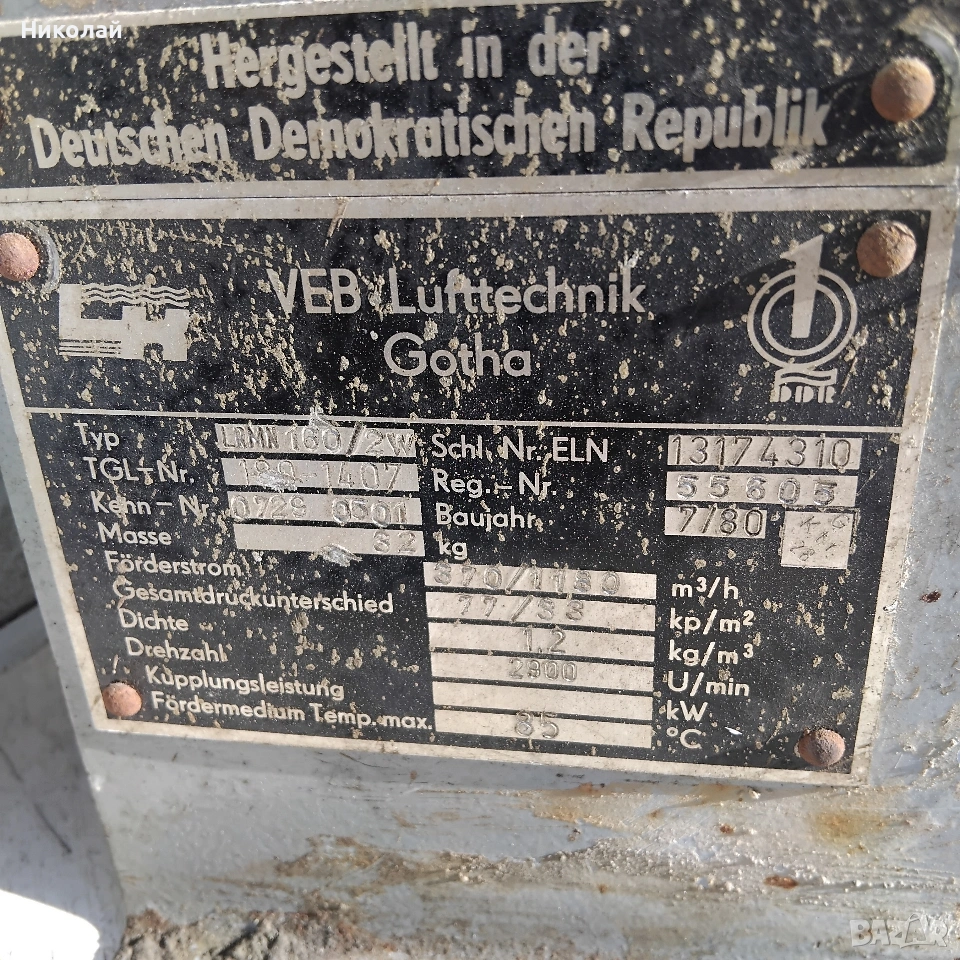 Николай
Hergestellt in der
Deutschen Demokratischen Republik
VEB Lufttechnik
Gotha
1
DDR
Typ LRMN 160/2W Schl. Nr. ELN 13174310
TGL-Nr. 189-1407 Reg.-Nr. 55605
Kenn-Nr. 0729 0501 Baujahr 7/80
Masse 82 kg
Förderstrom 870/1180 m³/h
Gesamtdruckunterschied 77/88 kp/m²
Dichte 1,2 kg/m³
Drehzahl 2900 U/min
Kupplungsleistung kW
Fördermedium Temp. max. 85 °C
BAZAR